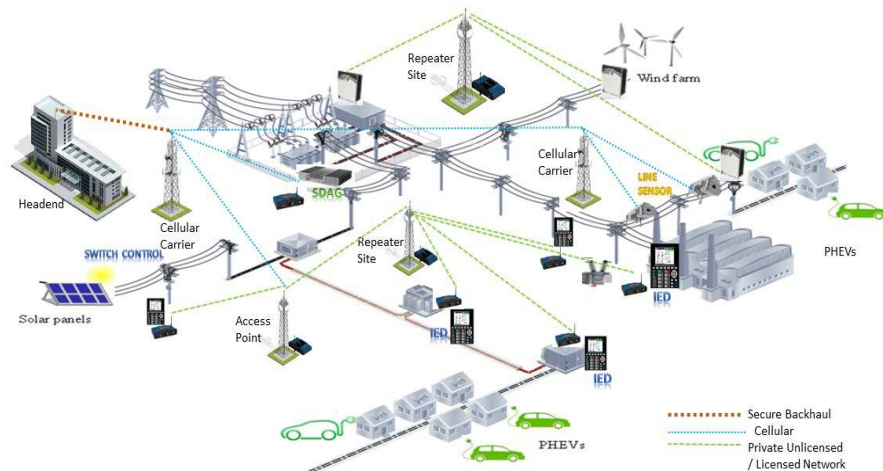 Repeater
Site
Wind farm
Headend
Cellular
Carrier
SDAG
Cellular
Carrier
LINE
SENSOR
PHEVs
SWITCH CONTROL
Solar panels
Repeater
Site
Access
Point
IED
IED
IED
PHEVs
Secure Backhaul
Cellular
Private Unlicensed
/ Licensed Network